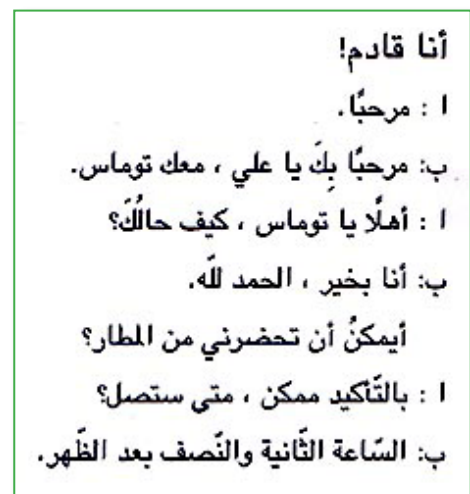 أنا قادم!
ا : مرحبًا.
ب: مرحبًا بِكَ يا علي ، معك توماس.
ا : أهلًا يا توماس ، كيف حالُكَ؟
ب: أنا بخير ، الحمد للّه.
أيمكنُ أن تحضرني من المطار؟
ا : بالتّأكيد ممكن ، متى ستصل؟
ب: السّاعة الثّانية والنّصف بعد الظّهر.